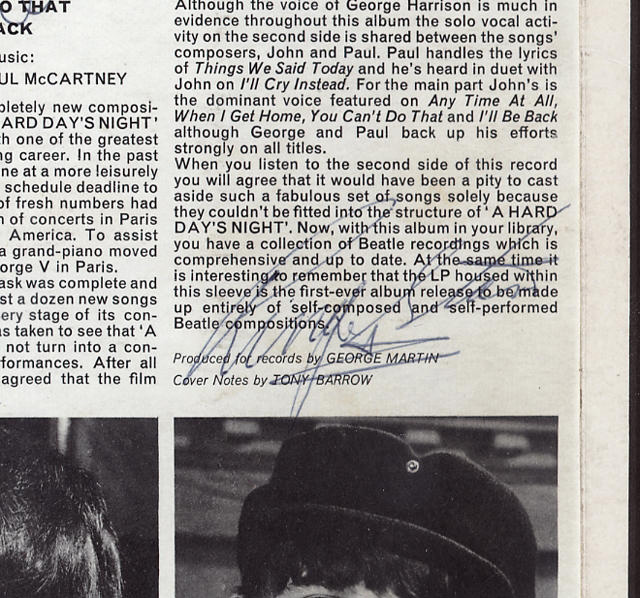 O THAT
ACK
usic:
UL McCARTNEY
pletely new composi-
HARD DAY'S NIGHT'
th one of the greatest
ng career. In the past
ne at a more leisurely
schedule deadline to
of fresh numbers had
n of concerts in Paris
America. To assist
a grand-piano moved
orge V in Paris.
ask was complete and
st a dozen new songs
ery stage of its con-
as taken to see that 'A
not turn into a con-
formances. After all
agreed that the film
Although the voice of George Harrison is much in
evidence throughout this album the solo vocal acti-
vity on the second side is shared between the songs'
composers, John and Paul. Paul handles the lyrics
of Things We Said Today and he's heard in duet with
John on I'll Cry Instead. For the main part John's is
the dominant voice featured on Any Time At All,
When I Get Home, You Can't Do That and I'll Be Back
although George and Paul back up his efforts
strongly on all titles.
When you listen to the second side of this record
you will agree that it would have been a pity to cast
aside such a fabulous set of songs solely because
they couldn't be fitted into the structure of 'A HARD
DAY'S NIGHT'. Now, with this album in your library,
you have a collection of Beatle recordings which is
comprehensive and up to date. At the same time it
is interesting to remember that the LP housed within
this sleeve is the first-ever album release to be made
up entirely of self-composed and self-performed
Beatle compositions.
Produced for records by GEORGE MARTIN
Cover Notes by TONY BARROW